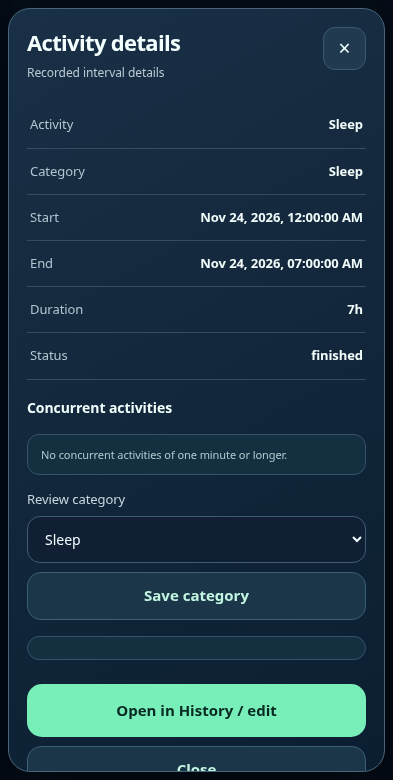 Activity details
×
Recorded interval details
Activity Sleep
Category Sleep
Start Nov 24, 2026, 12:00:00 AM
End Nov 24, 2026, 07:00:00 AM
Duration 7h
Status finished
Concurrent activities
No concurrent activities of one minute or longer.
Review category
Sleep
Save category
Open in History / edit
Close